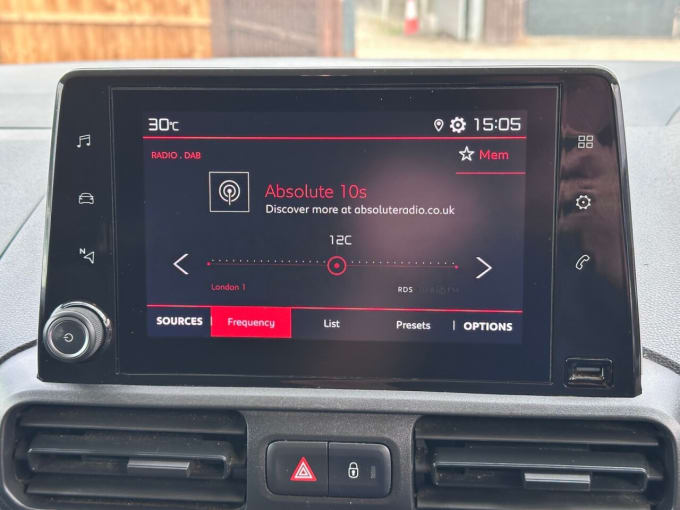 30°C 15:05
RADIO . DAB Mem
Absolute 10s
Discover more at absoluteradio.co.uk
12C
London 1 RDS
SOURCES Frequency List Presets OPTIONS
N